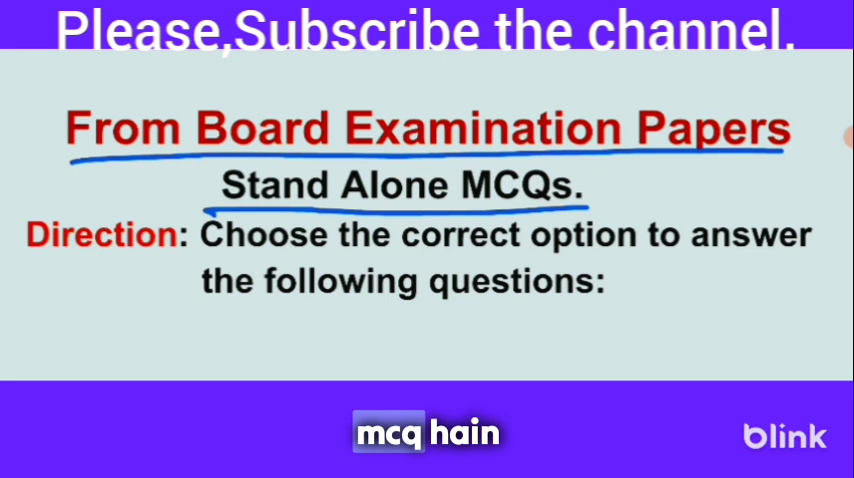 Please,Subscribe the channel.
From Board Examination Papers
Stand Alone MCQs.
Direction: Choose the correct option to answer
the following questions:
mcq hain
blink